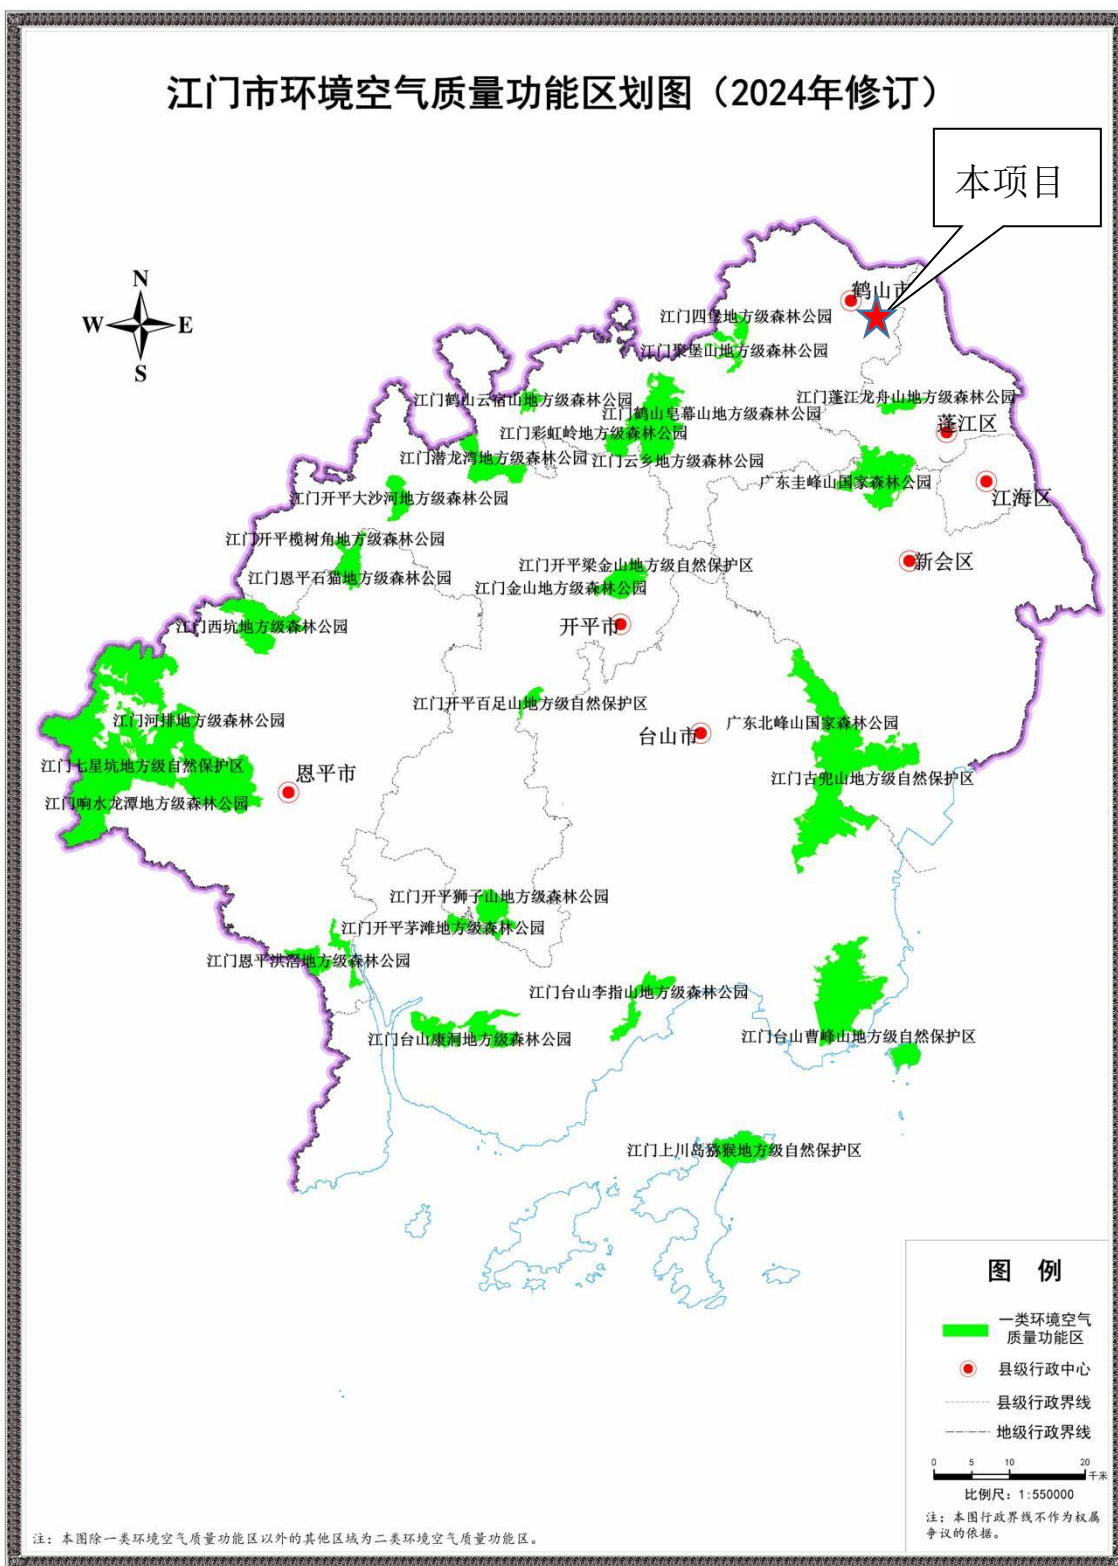 江门市环境空气质量功能区划图（2024年修订）
本项目
N
W
E
S
鹤山市
江门四堡地方级森林公园
江门聚堡山地方级森林公园
江门鹤山云宿山地方级森林公园
江门蓬江龙舟山地方级森林公园
江门鹤山皂幕山地方级森林公园
蓬江区
江门彩虹岭地方级森林公园
江门潜龙湾地方级森林公园
江门云乡地方级森林公园
广东圭峰山国家森林公园
江门开平大沙河地方级森林公园
江海区
江门开平榄树角地方级森林公园
江门开平梁金山地方级自然保护区
新会区
江门恩平石猫地方级森林公园
江门金山地方级森林公园
江门西坑地方级森林公园
开平市
江门开平百足山地方级自然保护区
江门河排地方级森林公园
广东北峰山国家森林公园
台山市
江门七星坑地方级自然保护区
恩平市
江门古兜山地方级自然保护区
江门响水龙潭地方级森林公园
江门开平狮子山地方级森林公园
江门开平茅滩地方级森林公园
江门恩平洪滘地方级森林公园
江门台山李指山地方级森林公园
江门台山康洞地方级森林公园
江门台山曹峰山地方级自然保护区
江门上川岛猕猴地方级自然保护区
图 例
一类环境空气
质量功能区
县级行政中心
县级行政界线
地级行政界线
0 5 10 20
千米
比例尺：1:550000
注：本图行政界线不作为权属
争议的依据。
注：本图除一类环境空气质量功能区以外的其他区域为二类环境空气质量功能区。